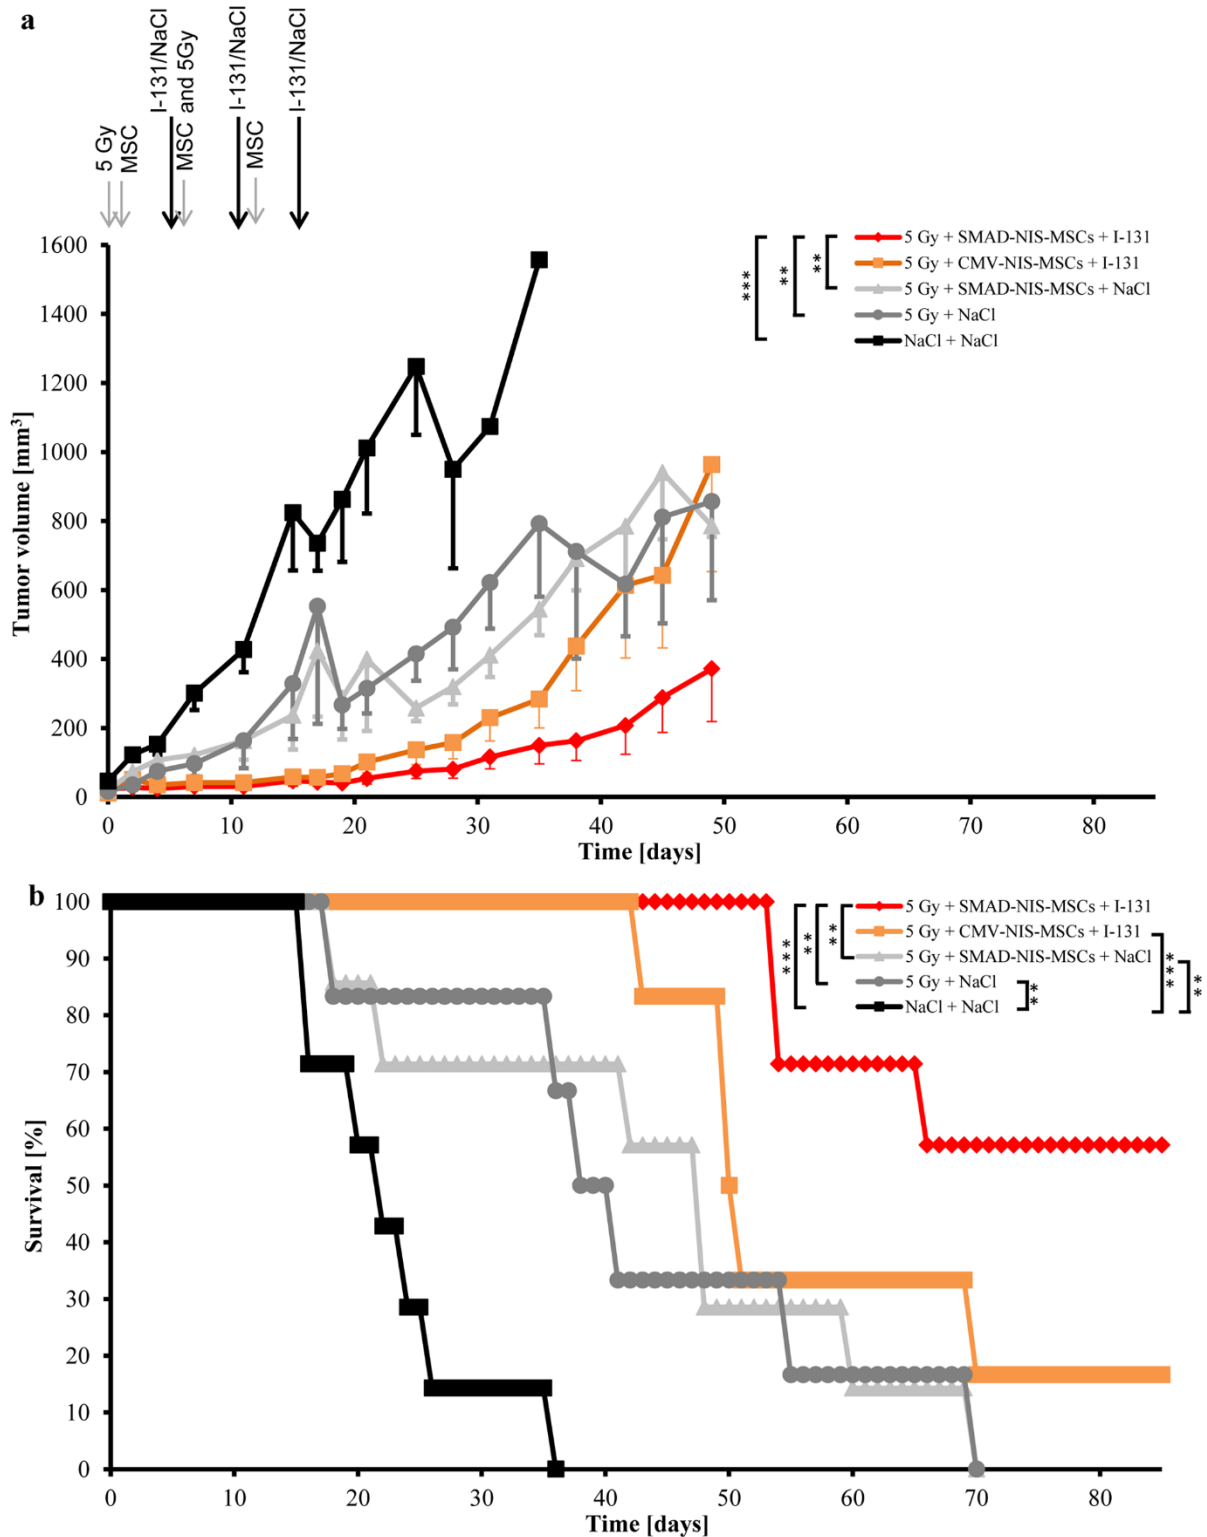 a
5 Gy
MSC
I-131/NaCl
MSC and 5Gy
I-131/NaCl
MSC
I-131/NaCl
1600
1400
1200
1000
800
600
400
200
0
Tumor volume [mm³]
0 10 20 30 40 50 60 70 80
Time [days]
5 Gy + SMAD-NIS-MSCs + I-131
5 Gy + CMV-NIS-MSCs + I-131
5 Gy + SMAD-NIS-MSCs + NaCl
5 Gy + NaCl
NaCl + NaCl
***
**
**
b
100
90
80
70
60
50
40
30
20
10
0
Survival [%]
0 10 20 30 40 50 60 70 80
Time [days]
5 Gy + SMAD-NIS-MSCs + I-131
5 Gy + CMV-NIS-MSCs + I-131
5 Gy + SMAD-NIS-MSCs + NaCl
5 Gy + NaCl
NaCl + NaCl
***
**
**
**
***
**